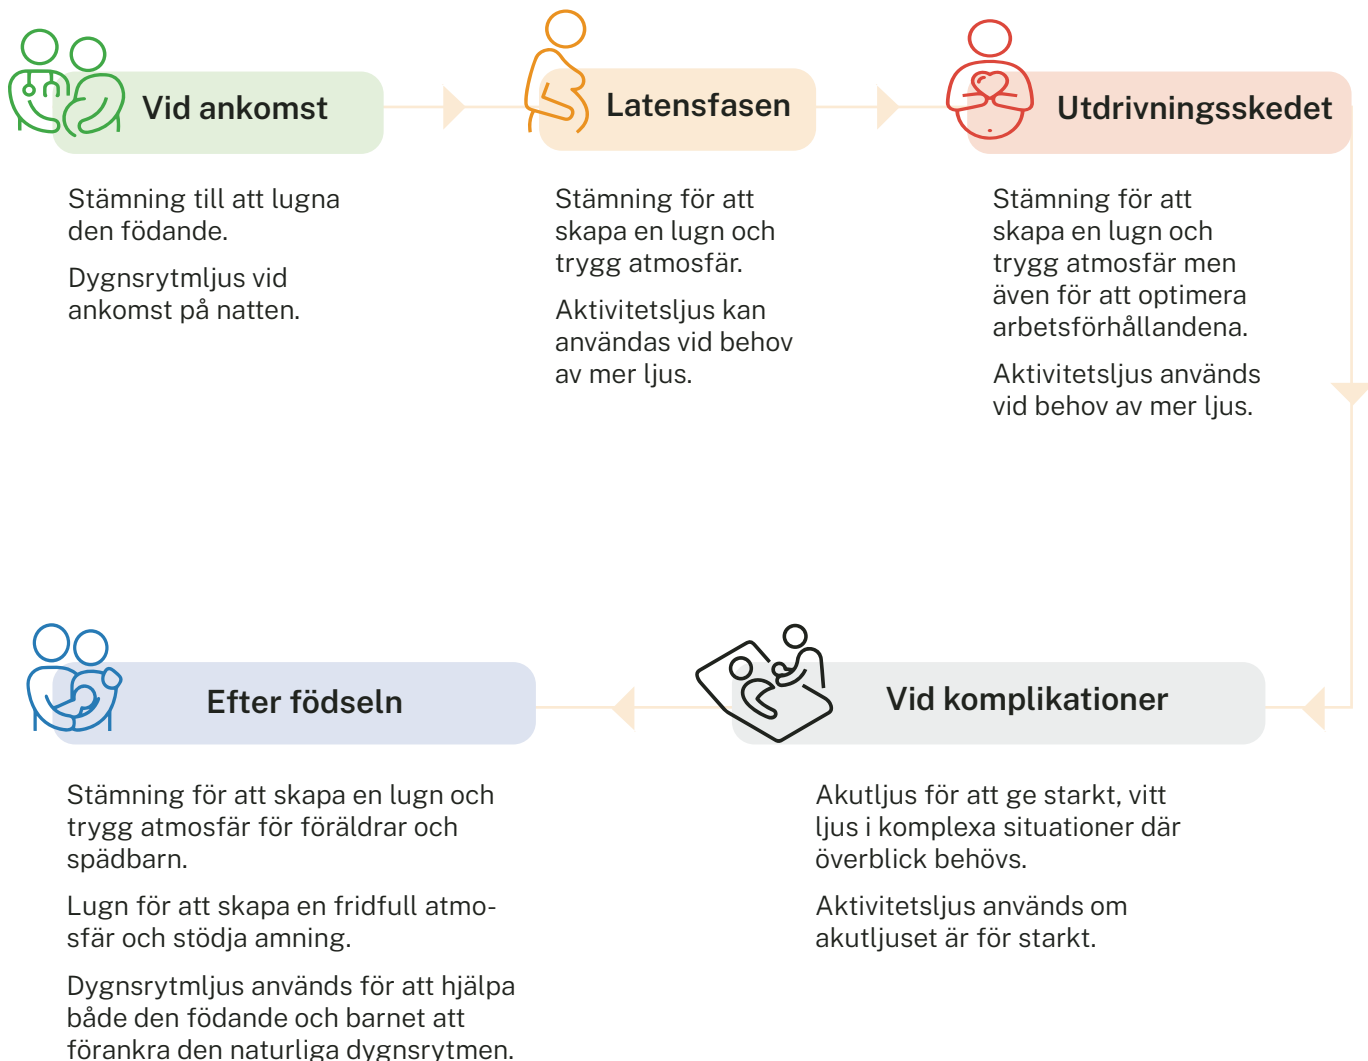 Vid ankomst
Stämning till att lugna
den födande.
Dygnsrytmljus vid
ankomst på natten.
Latensfasen
Stämning för att
skapa en lugn och
trygg atmosfär.
Aktivitetsljus kan
användas vid behov
av mer ljus.
Utdrivningsskedet
Stämning för att
skapa en lugn och
trygg atmosfär men
även för att optimera
arbetsförhållandena.
Aktivitetsljus används
vid behov av mer ljus.
Vid komplikationer
Akutljus för att ge starkt, vitt
ljus i komplexa situationer där
överblick behövs.
Aktivitetsljus används om
akutljuset är för starkt.
Efter födseln
Stämning för att skapa en lugn och
trygg atmosfär för föräldrar och
spädbarn.
Lugn för att skapa en fridfull atmo-
sfär och stödja amning.
Dygnsrytmljus används för att hjälpa
både den födande och barnet att
förankra den naturliga dygnsrytmen.